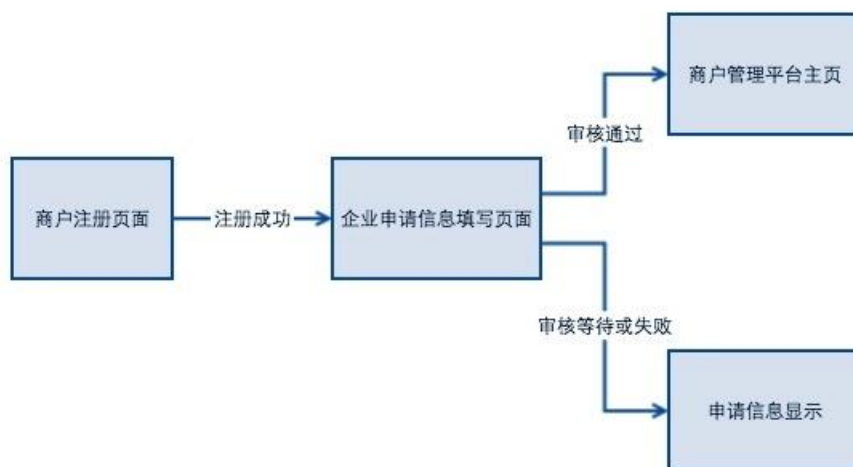 商户管理平台主页
审核通过
商户注册页面
注册成功
企业申请信息填写页面
审核等待或失败
申请信息显示